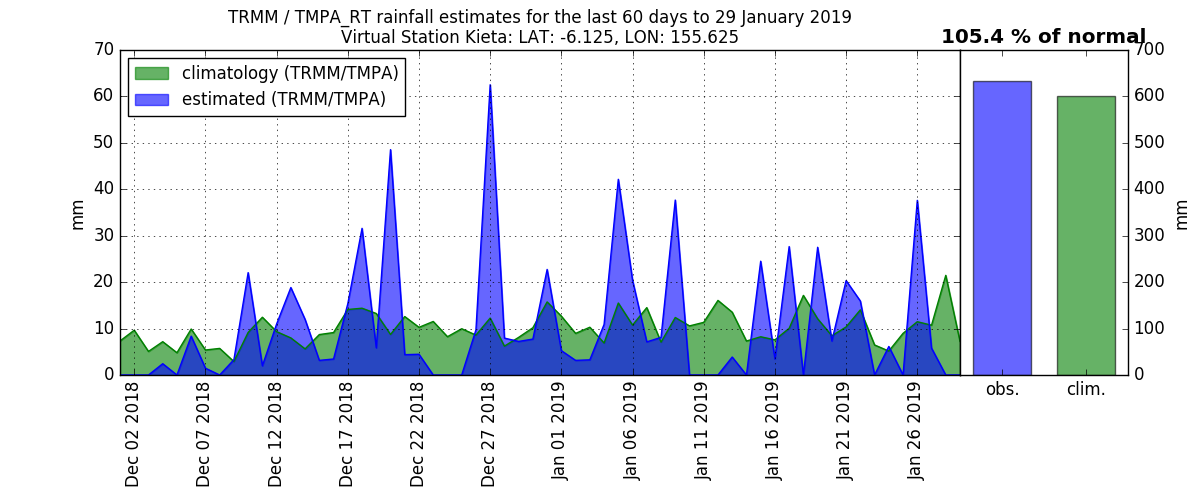 TRMM / TMPA_RT rainfall estimates for the last 60 days to 29 January 2019
Virtual Station Kieta: LAT: -6.125, LON: 155.625
105.4 % of normal
climatology (TRMM/TMPA)
estimated (TRMM/TMPA)
mm
70
60
50
40
30
20
10
0
Dec 02 2018
Dec 07 2018
Dec 12 2018
Dec 17 2018
Dec 22 2018
Dec 27 2018
Jan 01 2019
Jan 06 2019
Jan 11 2019
Jan 16 2019
Jan 21 2019
Jan 26 2019
obs.
clim.
700
600
500
400
300
200
100
0
mm